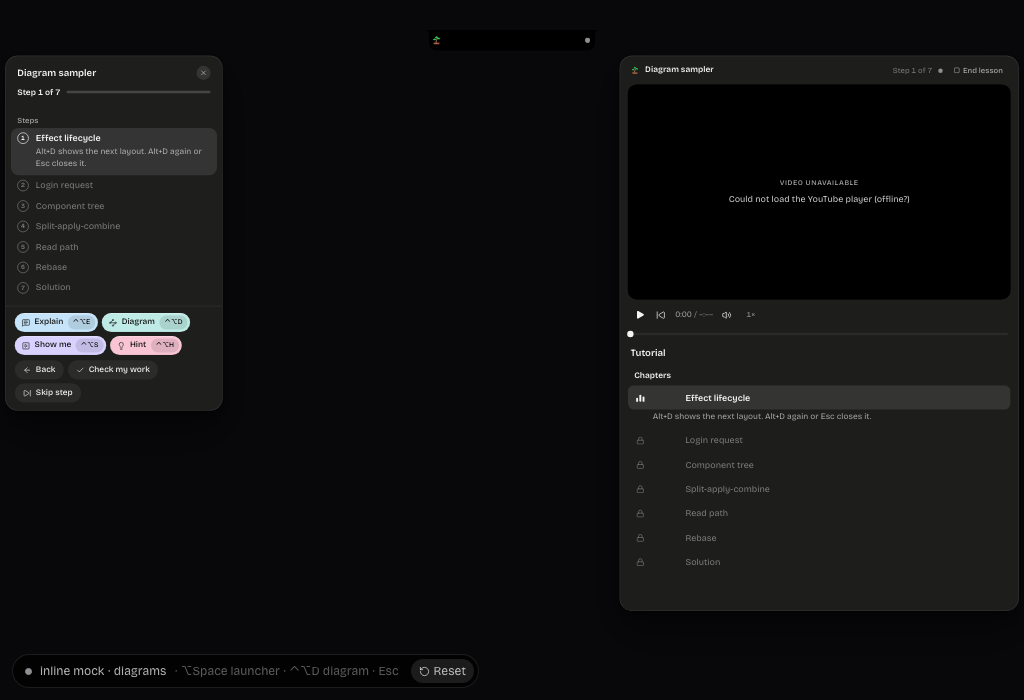 Diagram sampler
Step 1 of 7
Steps
1 Effect lifecycle
Alt+D shows the next layout. Alt+D again or
Esc closes it.
2 Login request
3 Component tree
4 Split-apply-combine
5 Read path
6 Rebase
7 Solution
Explain ^⌥E
Diagram ^⌥D
Show me ^⌥S
Hint ^⌥H
Back
Check my work
Skip step
Diagram sampler
Step 1 of 7
End lesson
VIDEO UNAVAILABLE
Could not load the YouTube player (offline?)
0:00 / --:--
1×
Tutorial
Chapters
Effect lifecycle
Alt+D shows the next layout. Alt+D again or Esc closes it.
Login request
Component tree
Split-apply-combine
Read path
Rebase
Solution
inline mock · diagrams · ⌥Space launcher · ^⌥D diagram · Esc
Reset